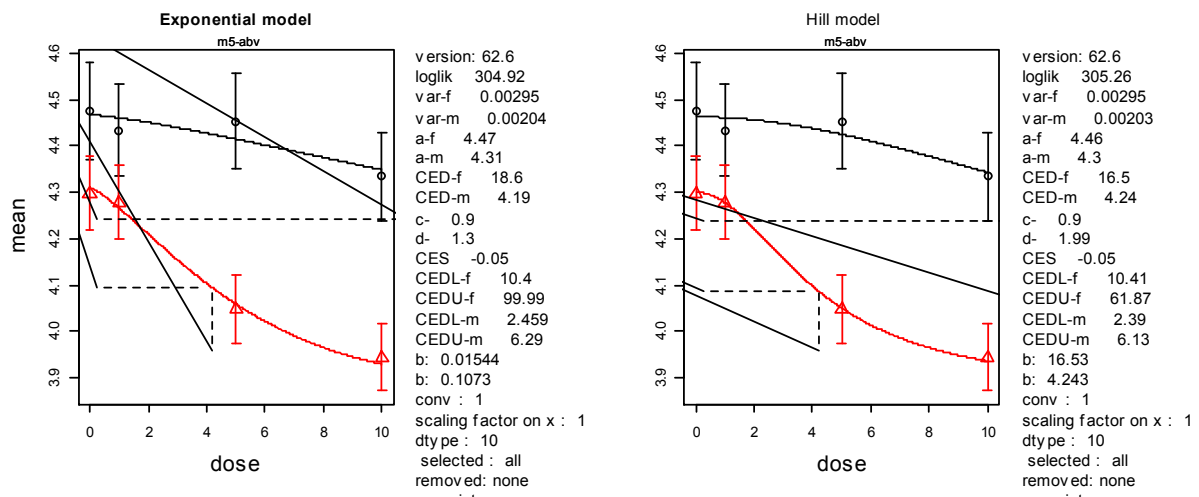 Exponential model
m5-abv
mean
4.6
4.5
4.4
4.3
4.2
4.1
4.0
3.9
0 2 4 6 8 10
dose
version: 62.6
loglik 304.92
var-f 0.00295
var-m 0.00204
a-f 4.47
a-m 4.31
CED-f 18.6
CED-m 4.19
c- 0.9
d- 1.3
CES -0.05
CEDL-f 10.4
CEDU-f 99.99
CEDL-m 2.459
CEDU-m 6.29
b: 0.01544
b: 0.1073
conv : 1
scaling factor on x : 1
dtype : 10
selected : all
removed: none
Hill model
m5-abv
4.6
4.5
4.4
4.3
4.2
4.1
4.0
3.9
0 2 4 6 8 10
dose
version: 62.6
loglik 305.26
var-f 0.00295
var-m 0.00203
a-f 4.46
a-m 4.3
CED-f 16.5
CED-m 4.24
c- 0.9
d- 1.99
CES -0.05
CEDL-f 10.41
CEDU-f 61.87
CEDL-m 2.39
CEDU-m 6.13
b: 16.53
b: 4.243
conv : 1
scaling factor on x : 1
dtype : 10
selected : all
removed: none